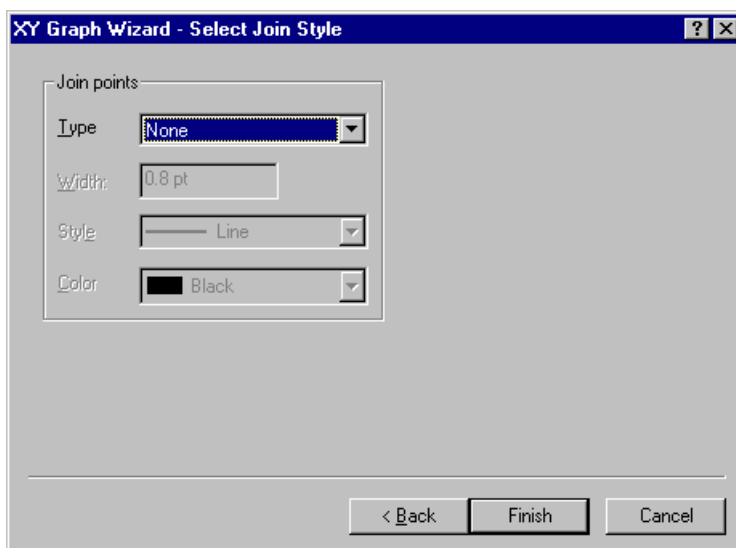 XY Graph Wizard - Select Join Style
Join points
Type None
Width: 0.8 pt
Style Line
Color Black
< Back Finish Cancel